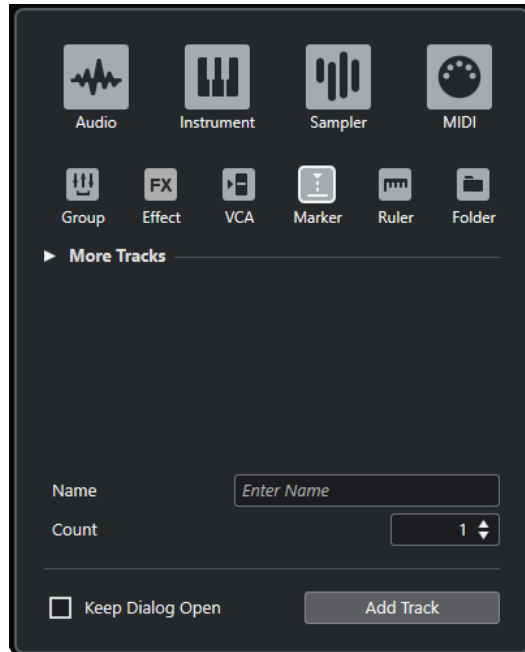 Audio Instrument Sampler MIDI
FX
Group Effect VCA Marker Ruler Folder
More Tracks
Name Enter Name
Count 1
Keep Dialog Open Add Track